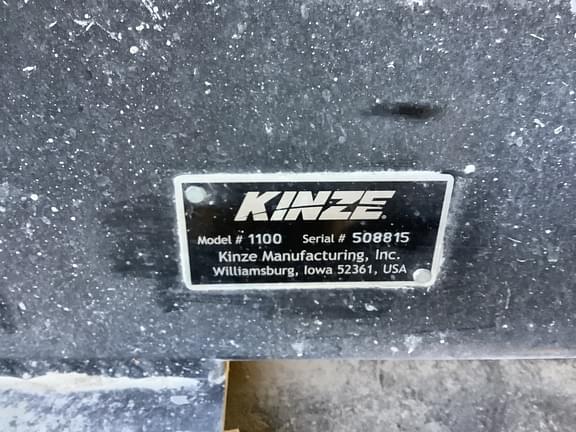 KINZE
Model # 1100 Serial # 508815
Kinze Manufacturing, Inc.
Williamsburg, Iowa 52361, USA